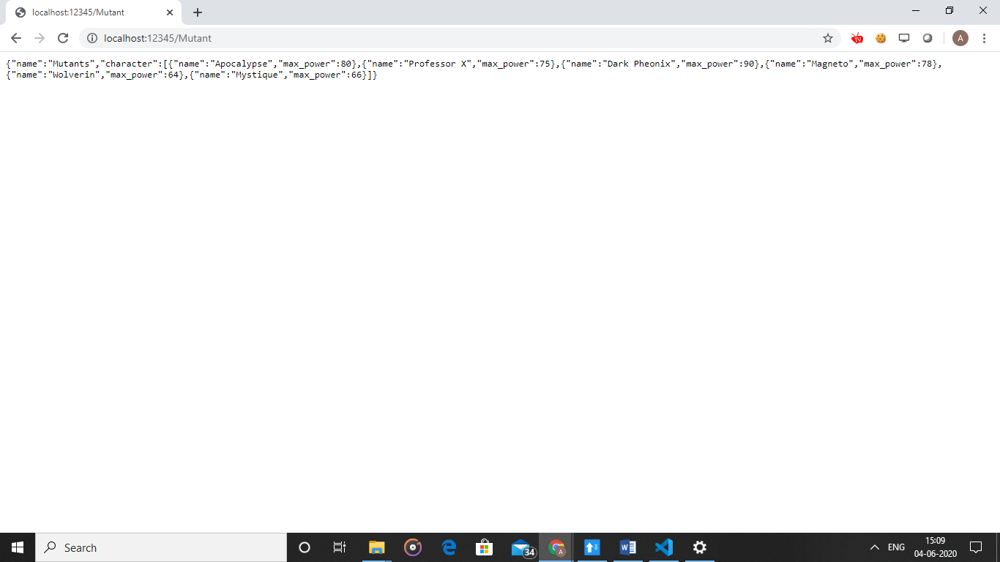 localhost:12345/Mutant
localhost:12345/Mutant
TV
A
{"name":"Mutants","character":[{"name":"Apocalypse","max_power":80},{"name":"Professor X","max_power":75},{"name":"Dark Pheonix","max_power":90},{"name":"Magneto","max_power":78},
{"name":"Wolverin","max_power":64},{"name":"Mystique","max_power":66}]}
Search
34
A
ENG
15:09
04-06-2020